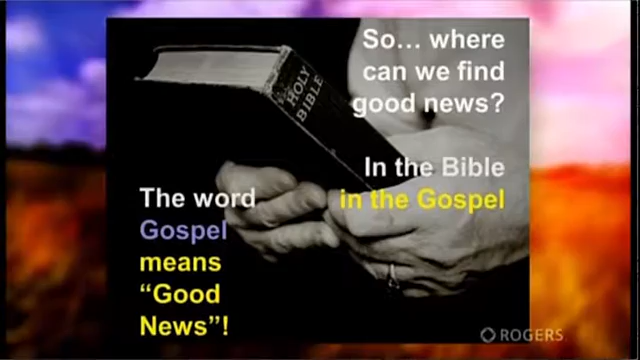 So… where
can we find
good news?
HOLY
BIBLE
In the Bible
in the Gospel
The word
Gospel
means
“Good
News”!
ROGERS